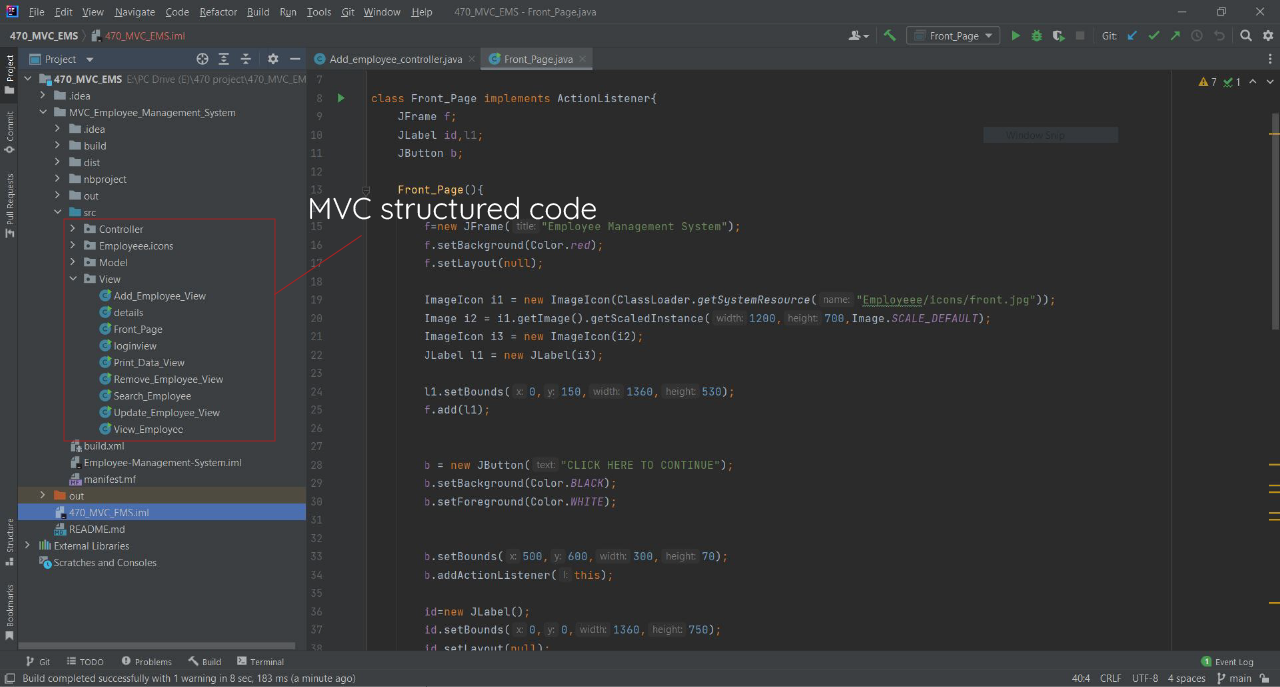 File Edit View Navigate Code Refactor Build Run Tools Git Window Help 470_MVC_EMS - Front_Page.java
470_MVC_EMS 470_MVC_EMS.iml Front_Page Git:
Project Add_employee_controller.java Front_Page.java
Project
Commit
Pull Requests
Structure
Bookmarks
470_MVC_EMS E:\PC Drive (E)\470 project\470_MVC_EM
.idea
MVC_Employee_Management_System
.idea
build
dist
nbproject
out
src
Controller
Employeee.icons
Model
View
Add_Employee_View
details
Front_Page
loginview
Print_Data_View
Remove_Employee_View
Search_Employee
Update_Employee_View
View_Employee
build.xml
Employee-Management-System.iml
manifest.mf
out
470_MVC_EMS.iml
README.md
External Libraries
Scratches and Consoles
MVC structured code
7 1
Window Snip
7
8 class Front_Page implements ActionListener{
9 JFrame f;
10 JLabel id,l1;
11 JButton b;
12
13 Front_Page(){
15 f=new JFrame( title: "Employee Management System");
16 f.setBackground(Color.red);
17 f.setLayout(null);
18
19 ImageIcon i1 = new ImageIcon(ClassLoader.getSystemResource( name: "Employeee/icons/front.jpg"));
20 Image i2 = i1.getImage().getScaledInstance( width: 1200, height: 700,Image.SCALE_DEFAULT);
21 ImageIcon i3 = new ImageIcon(i2);
22 JLabel l1 = new JLabel(i3);
23
24 l1.setBounds( x: 0, y: 150, width: 1360, height: 530);
25 f.add(l1);
26
27
28 b = new JButton( text: "CLICK HERE TO CONTINUE");
29 b.setBackground(Color.BLACK);
30 b.setForeground(Color.WHITE);
31
32
33 b.setBounds( x: 500, y: 600, width: 300, height: 70);
34 b.addActionListener( l: this);
35
36 id=new JLabel();
37 id.setBounds( x: 0, y: 0, width: 1360, height: 750);
38 id.setLayout(null);
Git TODO Problems Build Terminal 1 Event Log
Build completed successfully with 1 warning in 8 sec, 183 ms (a minute ago) 40:4 CRLF UTF-8 4 spaces main